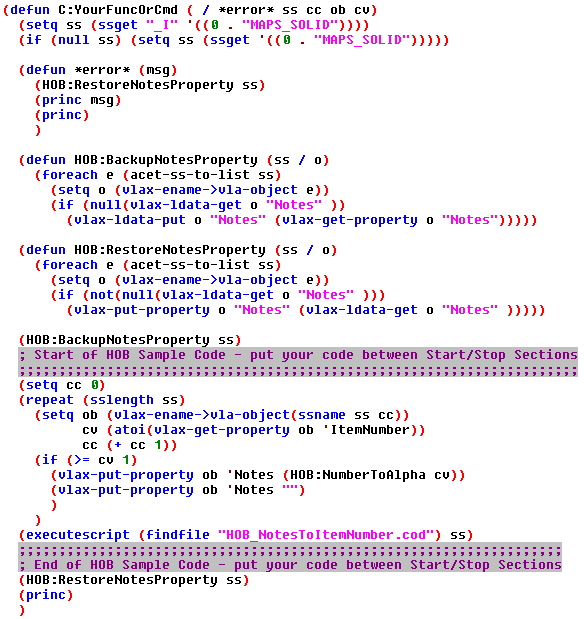 (defun C:YourFuncOrCmd ( / *error* ss cc ob cv)
  (setq ss (ssget "_I" '((0 . "MAPS_SOLID"))))
  (if (null ss) (setq ss (ssget '((0 . "MAPS_SOLID")))))

  (defun *error* (msg)
    (HOB:RestoreNotesProperty ss)
    (princ msg)
    (princ)
    )

  (defun HOB:BackupNotesProperty (ss / o)
    (foreach e (acet-ss-to-list ss)
      (setq o (vlax-ename->vla-object e))
      (if (null(vlax-ldata-get o "Notes" ))
        (vlax-ldata-put o "Notes" (vlax-get-property o "Notes")))))

  (defun HOB:RestoreNotesProperty (ss / o)
    (foreach e (acet-ss-to-list ss)
      (setq o (vlax-ename->vla-object e))
      (if (not(null(vlax-ldata-get o "Notes" )))
        (vlax-put-property o "Notes" (vlax-ldata-get o "Notes" )))))

  (HOB:BackupNotesProperty ss)
  ; Start of HOB Sample Code - put your code between Start/Stop Sections
  ;;;;;;;;;;;;;;;;;;;;;;;;;;;;;;;;;;;;;;;;;;;;;;;;;;;;;;;;;;;;;;;;;;;;;;
  (setq cc 0)
  (repeat (sslength ss)
    (setq ob (vlax-ename->vla-object(ssname ss cc))
          cv (atoi(vlax-get-property ob 'ItemNumber))
          cc (+ cc 1))
    (if (>= cv 1)
      (vlax-put-property ob 'Notes (HOB:NumberToAlpha cv))
      (vlax-put-property ob 'Notes "")
      )
    )
  (executescript (findfile "HOB_NotesToItemNumber.cod") ss)
  ;;;;;;;;;;;;;;;;;;;;;;;;;;;;;;;;;;;;;;;;;;;;;;;;;;;;;;;;;;;;;;;;;;;;
  ; End of HOB Sample Code - put your code between Start/Stop Sections
  (HOB:RestoreNotesProperty ss)
  (princ)
  )